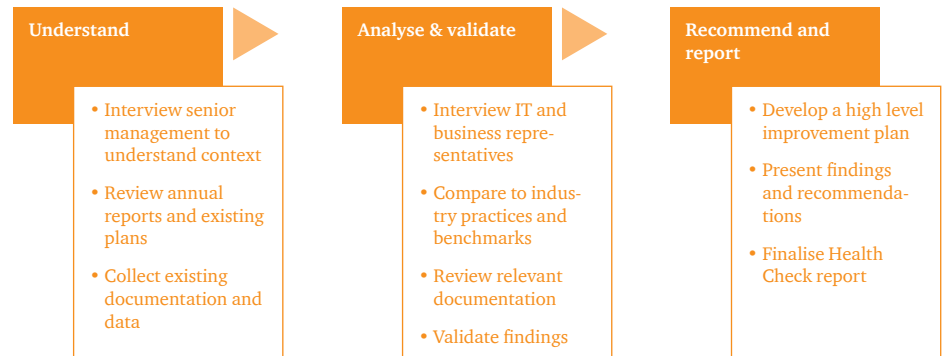 Understand
• Interview senior
management to
understand context
• Review annual
reports and existing
plans
• Collect existing
documentation and
data
Analyse & validate
• Interview IT and
business repre-
sentatives
• Compare to indus-
try practices and
benchmarks
• Review relevant
documentation
• Validate findings
Recommend and
report
• Develop a high level
improvement plan
• Present findings
and recommenda-
tions
• Finalise Health
Check report